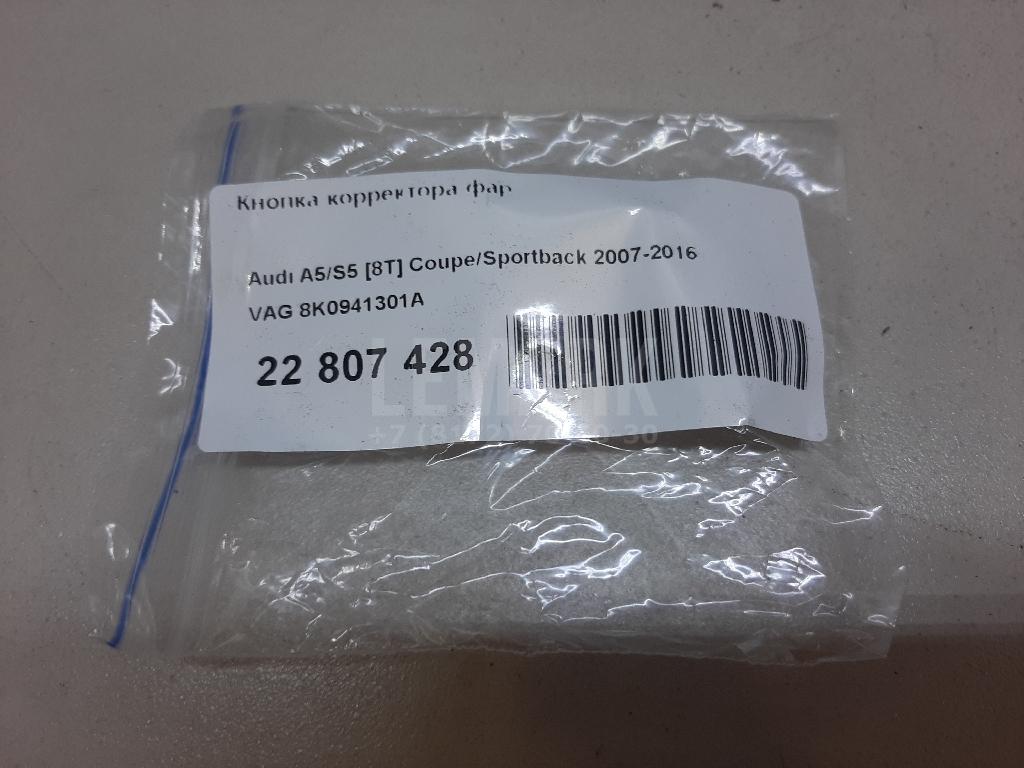 Кнопка корректора фар
Audi A5/S5 [8T] Coupe/Sportback 2007-2016
VAG 8K0941301A
22 807 428